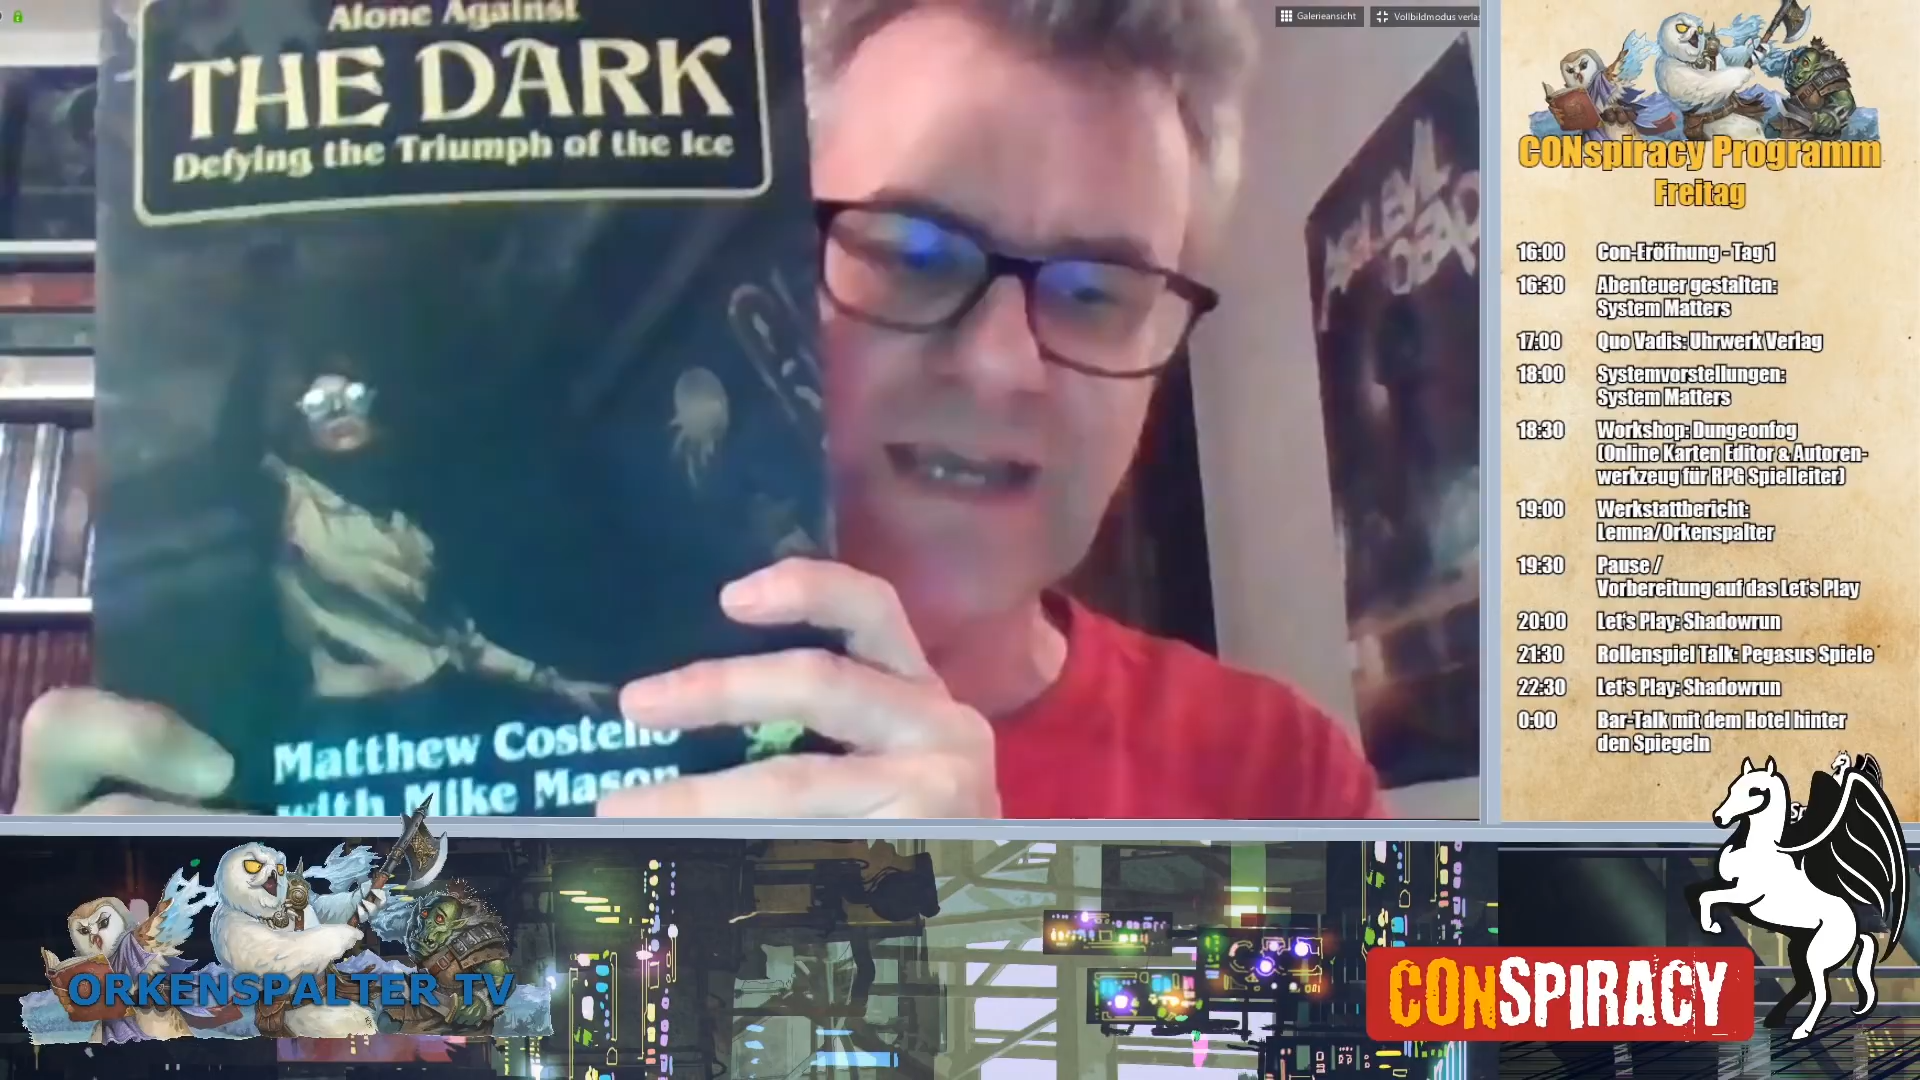 Alone Against
THE DARK
Defying the Triumph of the Ice
Matthew Costello
with Mike Mason
Galerieansicht
Vollbildmodus verlas
EVIL
DEAD
CONspiracy Programm
Freitag
16:00 Con-Eröffnung - Tag 1
16:30 Abenteuer gestalten:
System Matters
17:00 Quo Vadis: Uhrwerk Verlag
18:00 Systemvorstellungen:
System Matters
18:30 Workshop: Dungeonfog
(Online Karten Editor & Autoren-
werkzeug für RPG Spielleiter)
19:00 Werkstattbericht:
Lemna/Orkenspalter
19:30 Pause /
Vorbereitung auf das Let's Play
20:00 Let's Play: Shadowrun
21:30 Rollenspiel Talk: Pegasus Spiele
22:30 Let's Play: Shadowrun
0:00 Bar-Talk mit dem Hotel hinter
den Spiegeln
ORKENSPALTER TV
CONSPIRACY